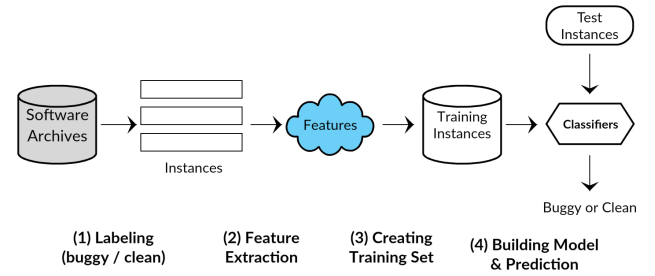 Test
Instances
Software
Archives
Instances
Features
Training
Instances
Classifiers
Buggy or Clean
(1) Labeling
(buggy / clean)
(2) Feature
Extraction
(3) Creating
Training Set
(4) Building Model
& Prediction